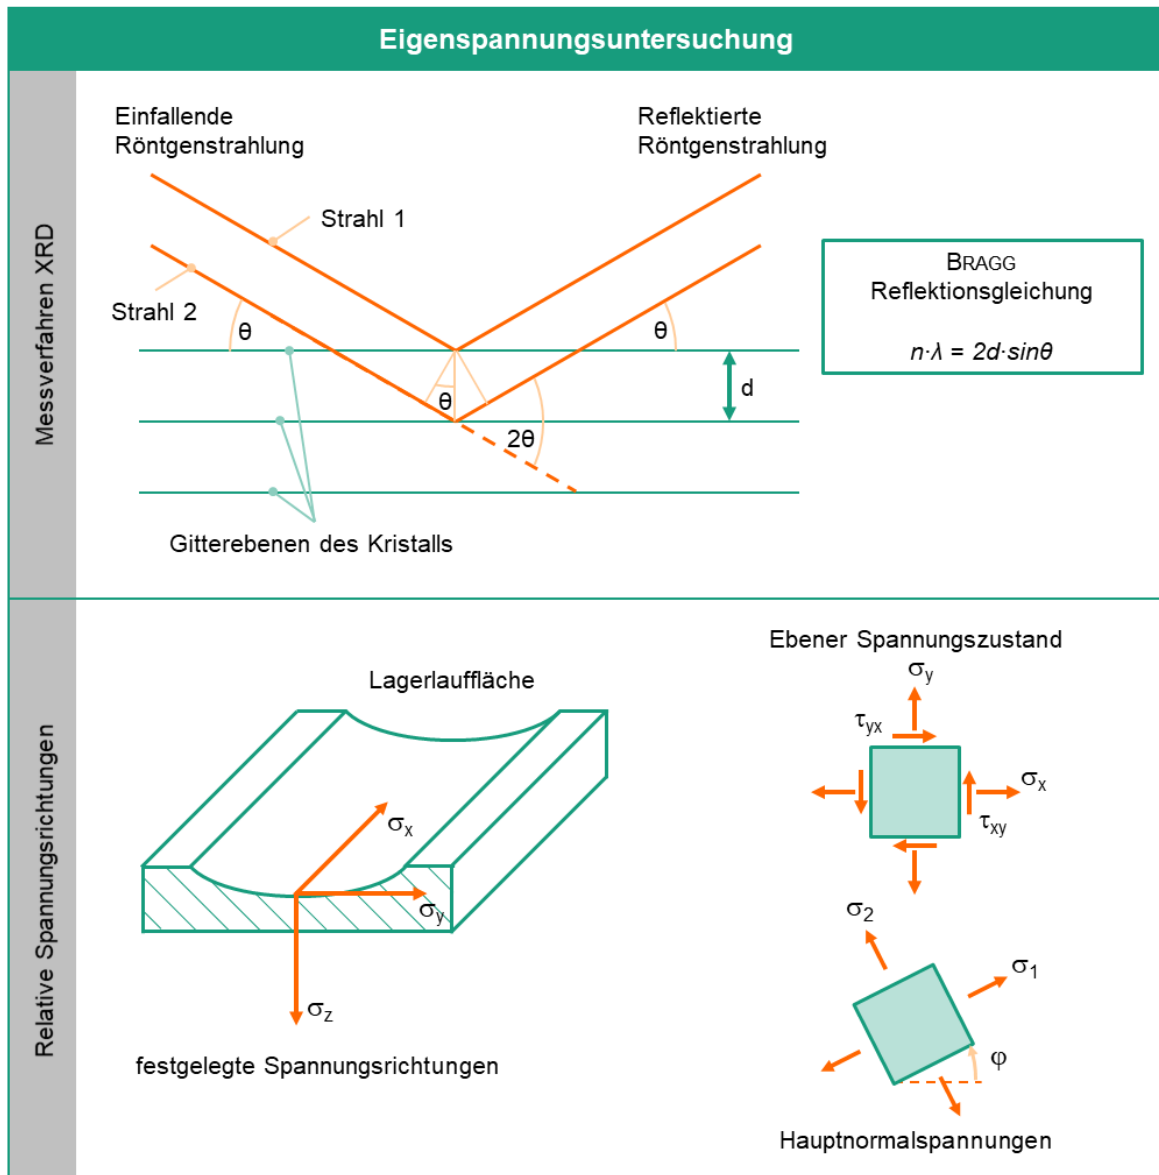 Eigenspannungsuntersuchung
Messverfahren XRD
Einfallende
Röntgenstrahlung
Reflektierte
Röntgenstrahlung
Strahl 1
Strahl 2
θ
θ
θ
2θ
d
BRAGG
Reflektionsgleichung
n·λ = 2d·sinθ
Gitterebenen des Kristalls
Relative Spannungsrichtungen
Lagerlauffläche
σx
σy
σz
festgelegte Spannungsrichtungen
Ebener Spannungszustand
σy
τyx
σx
τxy
σ2
σ1
φ
Hauptnormalspannungen